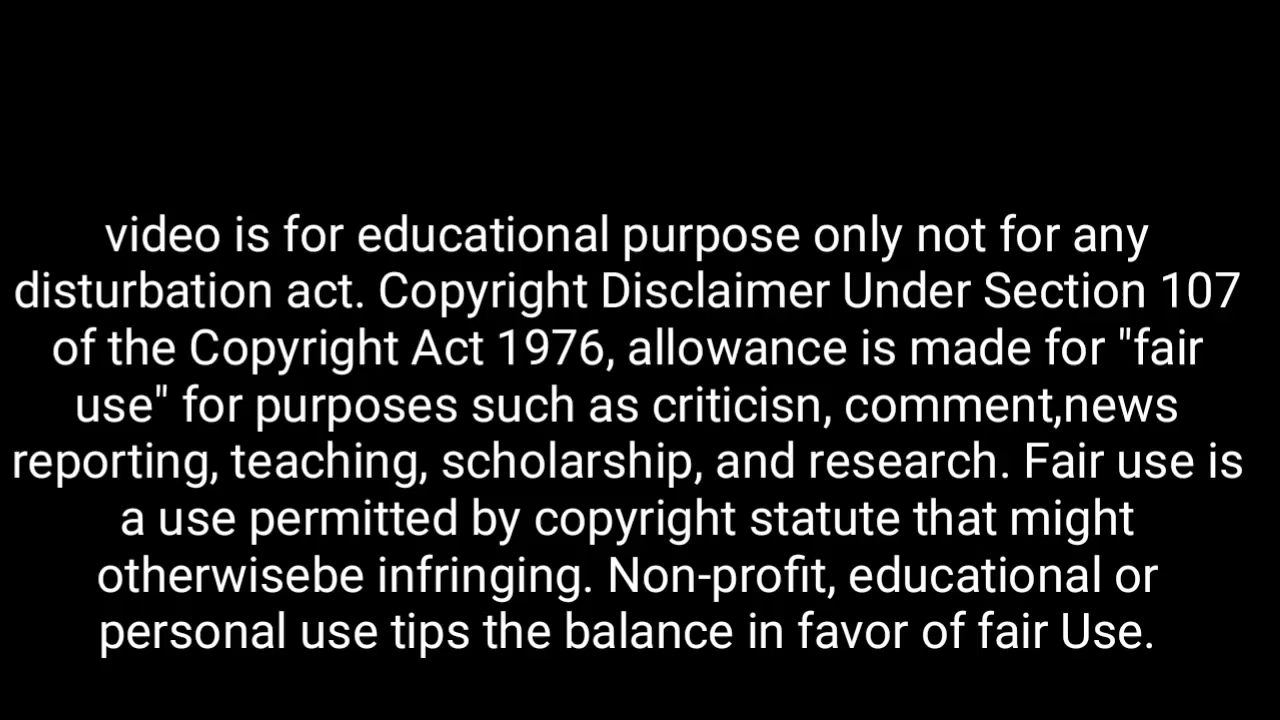 video is for educational purpose only not for any
disturbation act. Copyright Disclaimer Under Section 107
of the Copyright Act 1976, allowance is made for "fair
use" for purposes such as criticisn, comment,news
reporting, teaching, scholarship, and research. Fair use is
a use permitted by copyright statute that might
otherwisebe infringing. Non-profit, educational or
personal use tips the balance in favor of fair Use.